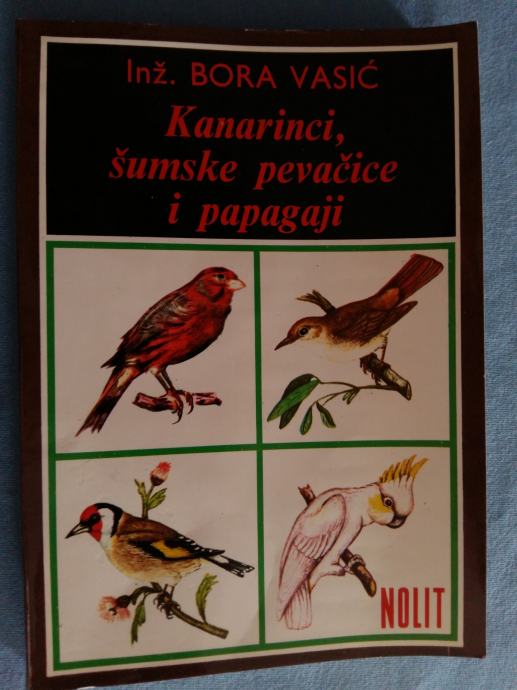 Inž. BORA VASIĆ
Kanarinci,
šumske pevačice
i papagaji
NOLIT